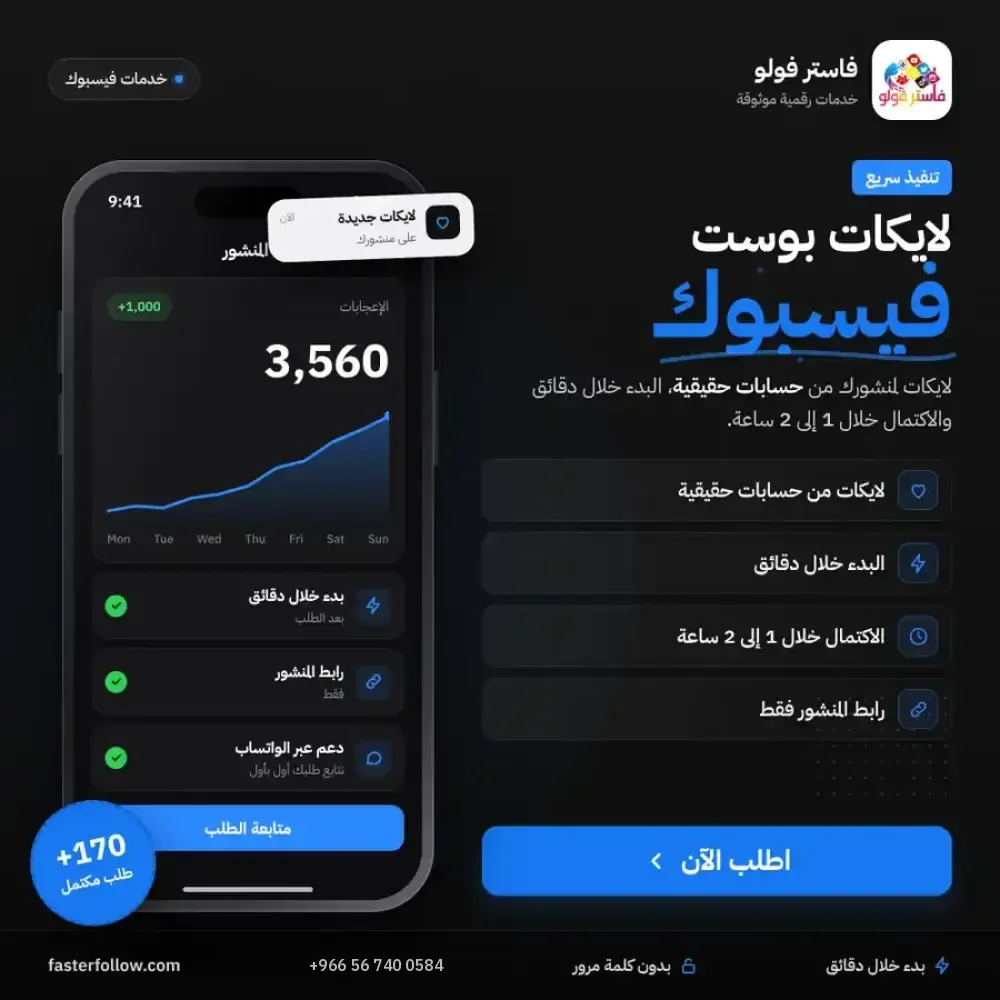 فاستر فولو
خدمات رقمية موثوقة
فاستر فولو
خدمات فيسبوك
تنفيذ سريع
لايكات بوست
فيسبوك
لايكات لمنشورك من حسابات حقيقية، البدء خلال دقائق
والاكتمال خلال 1 إلى 2 ساعة.
لايكات من حسابات حقيقية
البدء خلال دقائق
الاكتمال خلال 1 إلى 2 ساعة
رابط المنشور فقط
اطلب الآن
9:41
لايكات جديدة
الآن
على منشورك
المنشور
الإعجابات
+1,000
3,560
Mon Tue Wed Thu Fri Sat Sun
بدء خلال دقائق
بعد الطلب
رابط المنشور
فقط
دعم عبر الواتساب
نتابع طلبك أول بأول
متابعة الطلب
+170
طلب مكتمل
بدء خلال دقائق
بدون كلمة مرور
+966 56 740 0584
fasterfollow.com